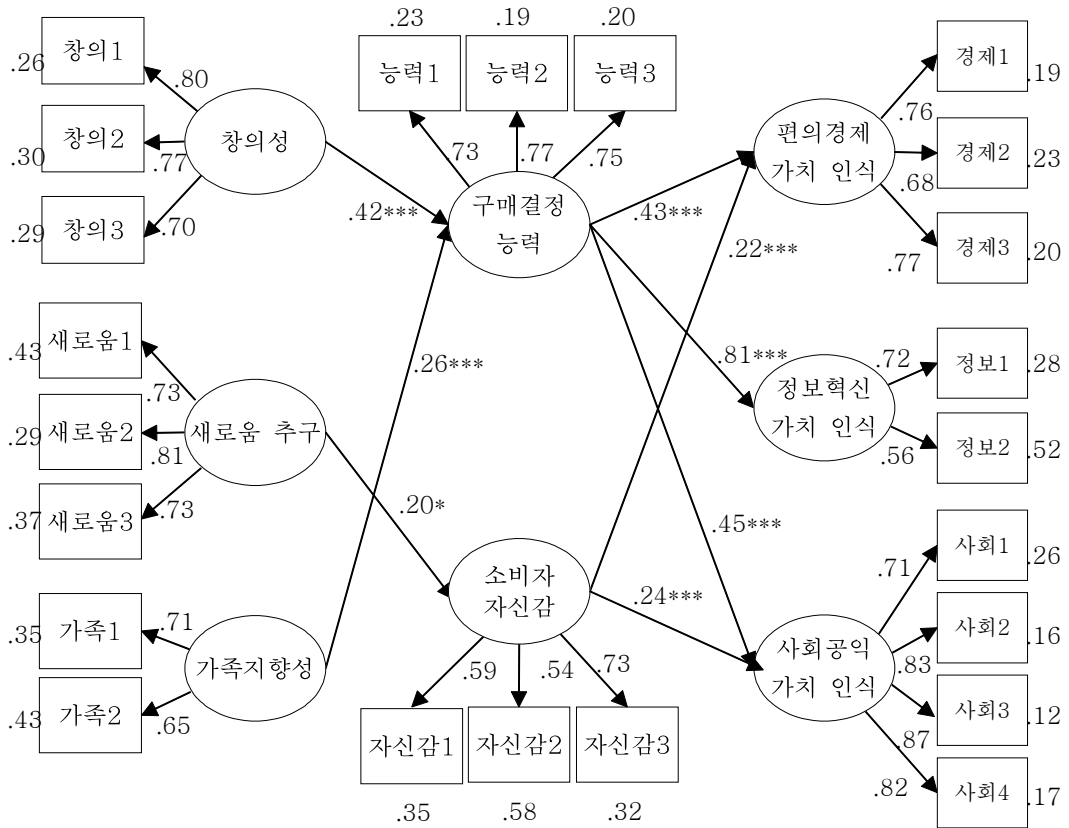 .23 .19 .20
창의1
.26
.80
능력1 능력2 능력3
경제1
.19
창의2
.30
.77
창의성
.73 .77 .75
편의경제
가치 인식
.76
경제2
.23
.68
창의3
.29
.70
.42***
구매결정
능력
.43***
.22***
.77
경제3
.20
새로움1
.43
.73
.26***
.81***
정보혁신
가치 인식
.72
정보1
.28
새로움2
.29
.81
새로움 추구
.56
정보2
.52
새로움3
.37
.73
.20*
.45***
사회1
.26
.71
소비자
자신감
.24***
가족1
.35
.71
가족지향성
사회공익
가치 인식
사회2
.16
.83
가족2
.43
.65
.59 .54 .73
사회3
.12
.87
자신감1 자신감2 자신감3
.82
사회4
.17
.35 .58 .32